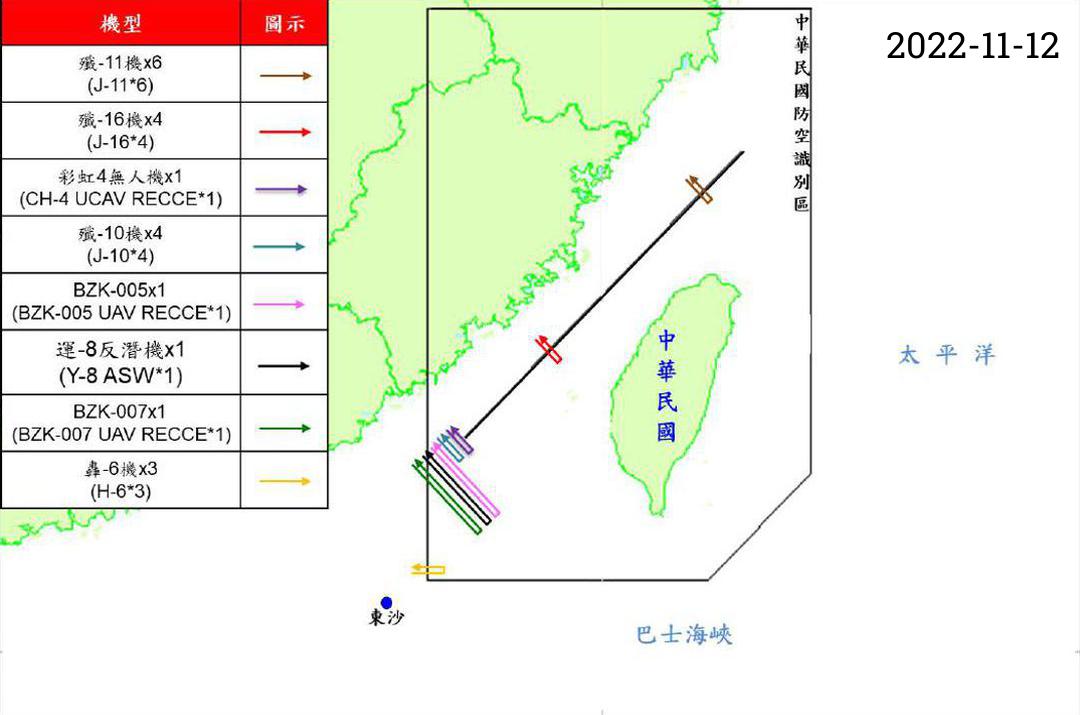 機型 圖示
殲-11機x6
(J-11*6)
殲-16機x4
(J-16*4)
彩虹4無人機x1
(CH-4 UCAV RECCE*1)
殲-10機x4
(J-10*4)
BZK-005x1
(BZK-005 UAV RECCE*1)
運-8反潛機x1
(Y-8 ASW*1)
BZK-007x1
(BZK-007 UAV RECCE*1)
轟-6機x3
(H-6*3)
中華民國防空識別區
2022-11-12
中華民國
太平洋
東沙
巴士海峽